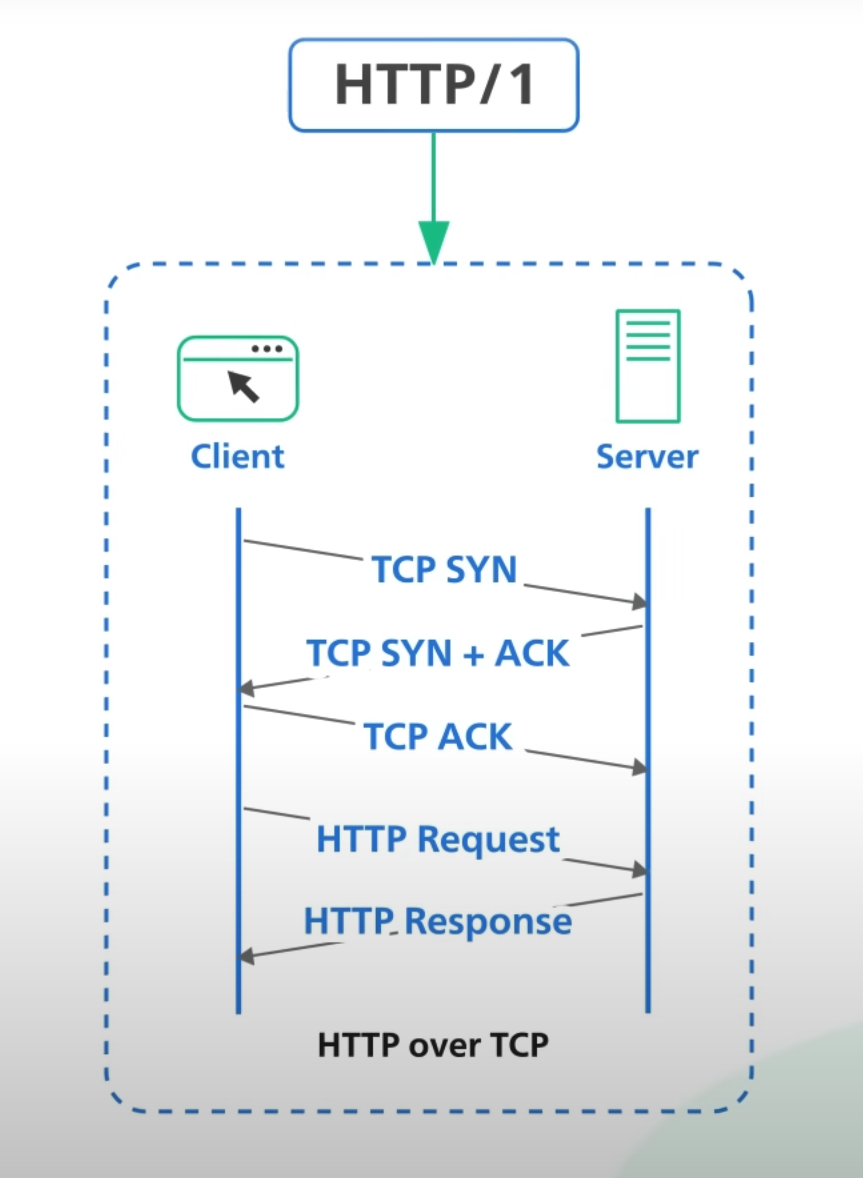 HTTP/1
Client
Server
TCP SYN
TCP SYN + ACK
TCP ACK
HTTP Request
HTTP Response
HTTP over TCP